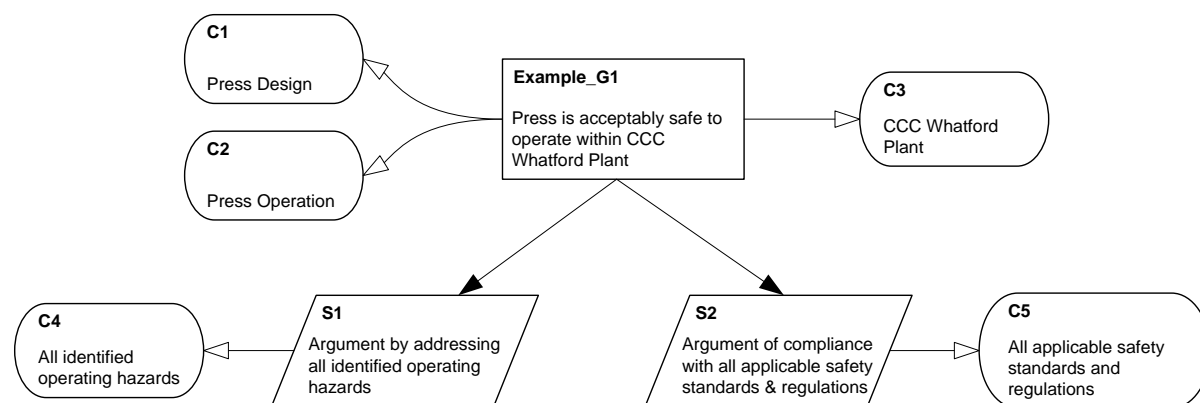 C1
Press Design
C2
Press Operation
Example_G1
Press is acceptably safe to
operate within CCC
Whatford Plant
C3
CCC Whatford
Plant
C4
All identified
operating hazards
S1
Argument by addressing
all identified operating
hazards
S2
Argument of compliance
with all applicable safety
standards & regulations
C5
All applicable safety
standards and
regulations